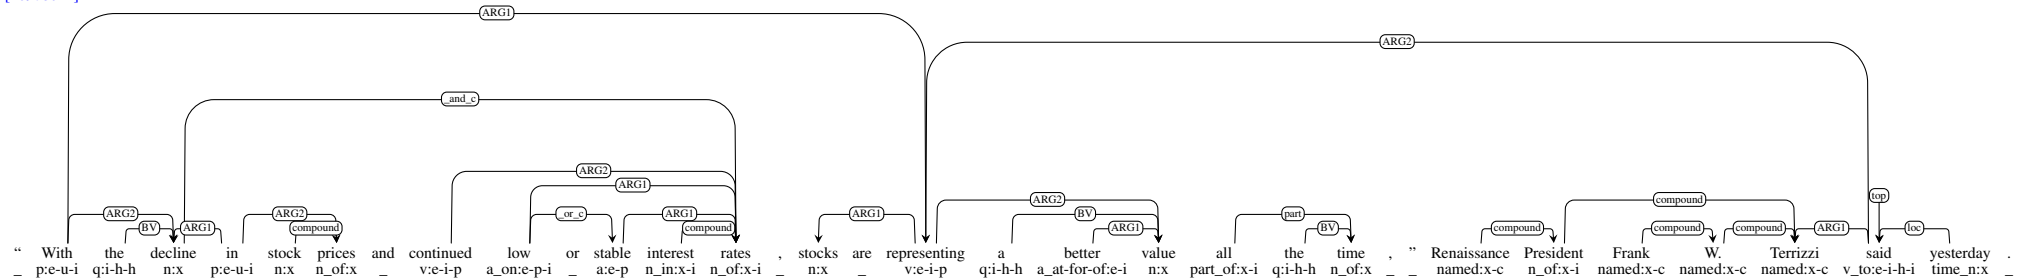 ARG1
ARG2
_and_c
ARG2
ARG1
top
compound
ARG2 ARG2 _or_c ARG1 ARG1 ARG2 part
BV ARG1 compound compound BV ARG1 BV compound compound compound ARG1 loc
“ With the decline in stock prices and continued low or stable interest rates , stocks are representing a better value all the time , ” Renaissance President Frank W. Terrizzi said yesterday .
_ p:e-u-i q:i-h-h n:x p:e-u-i n:x n_of:x _ v:e-i-p a_on:e-p-i _ a:e-p n_in:x-i n_of:x-i _ n:x _ v:e-i-p q:i-h-h a_at-for-of:e-i n:x part_of:x-i q:i-h-h n_of:x _ _ named:x-c n_of:x-i named:x-c named:x-c named:x-c v_to:e-i-h-i time_n:x _